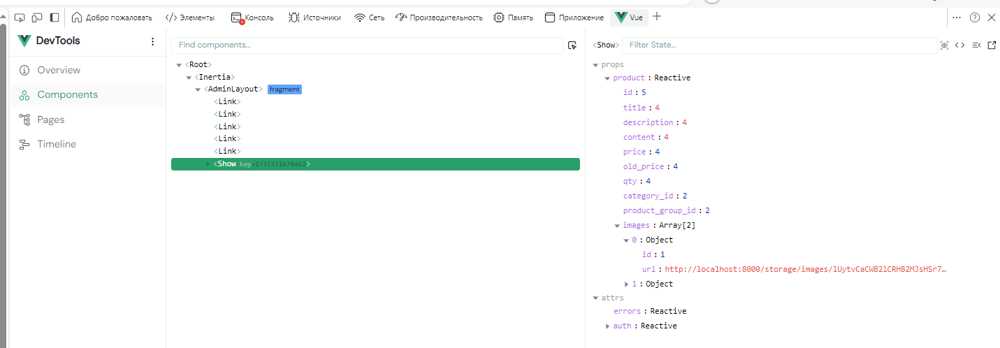 Добро пожаловать Элементы Консоль Источники Сеть Производительность Память Приложение Vue
DevTools
Overview
Components
Pages
Timeline
Find components...
<Root>
<Inertia>
<AdminLayout> fragment
<Link>
<Link>
<Link>
<Link>
<Link>
<Show key=1737371674462>
<Show> Filter State...
props
product : Reactive
id : 5
title : 4
description : 4
content : 4
price : 4
old_price : 4
qty : 4
category_id : 2
product_group_id : 2
images : Array[2]
0 : Object
id : 1
url : http://localhost:8000/storage/images/lUytvCaCWB2lCRH82MJsHSr7…
1 : Object
attrs
errors : Reactive
auth : Reactive